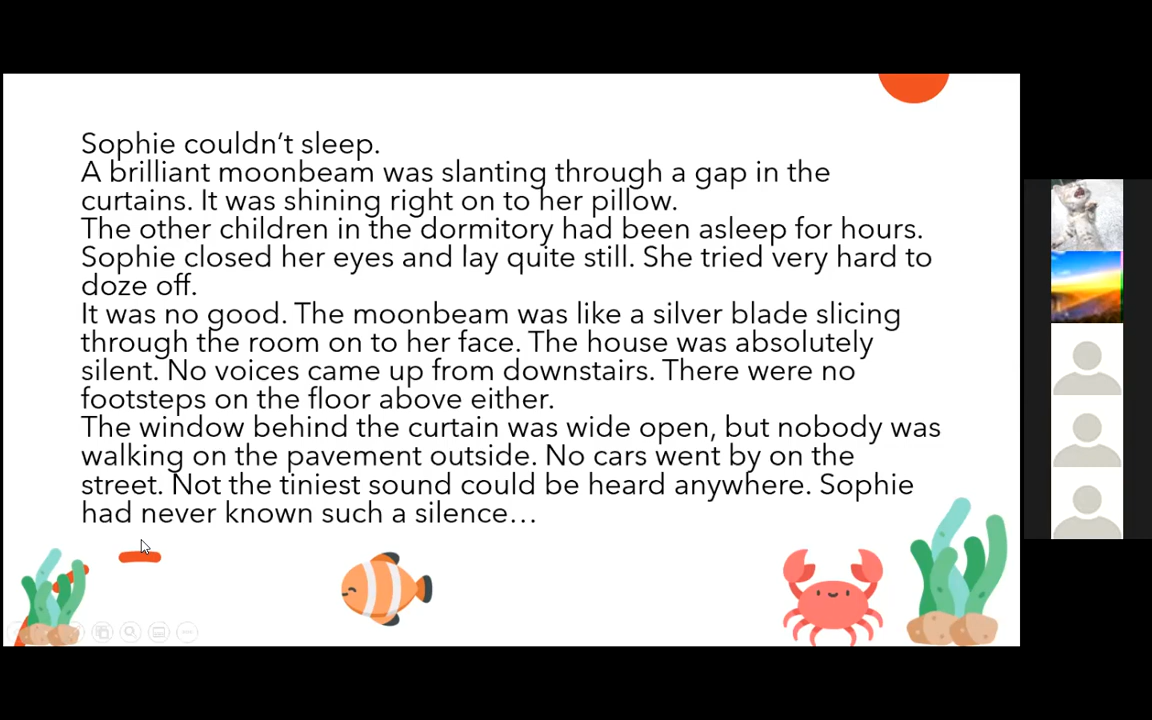 Sophie couldn't sleep.
A brilliant moonbeam was slanting through a gap in the
curtains. It was shining right on to her pillow.
The other children in the dormitory had been asleep for hours.
Sophie closed her eyes and lay quite still. She tried very hard to
doze off.
It was no good. The moonbeam was like a silver blade slicing
through the room on to her face. The house was absolutely
silent. No voices came up from downstairs. There were no
footsteps on the floor above either.
The window behind the curtain was wide open, but nobody was
walking on the pavement outside. No cars went by on the
street. Not the tiniest sound could be heard anywhere. Sophie
had never known such a silence…